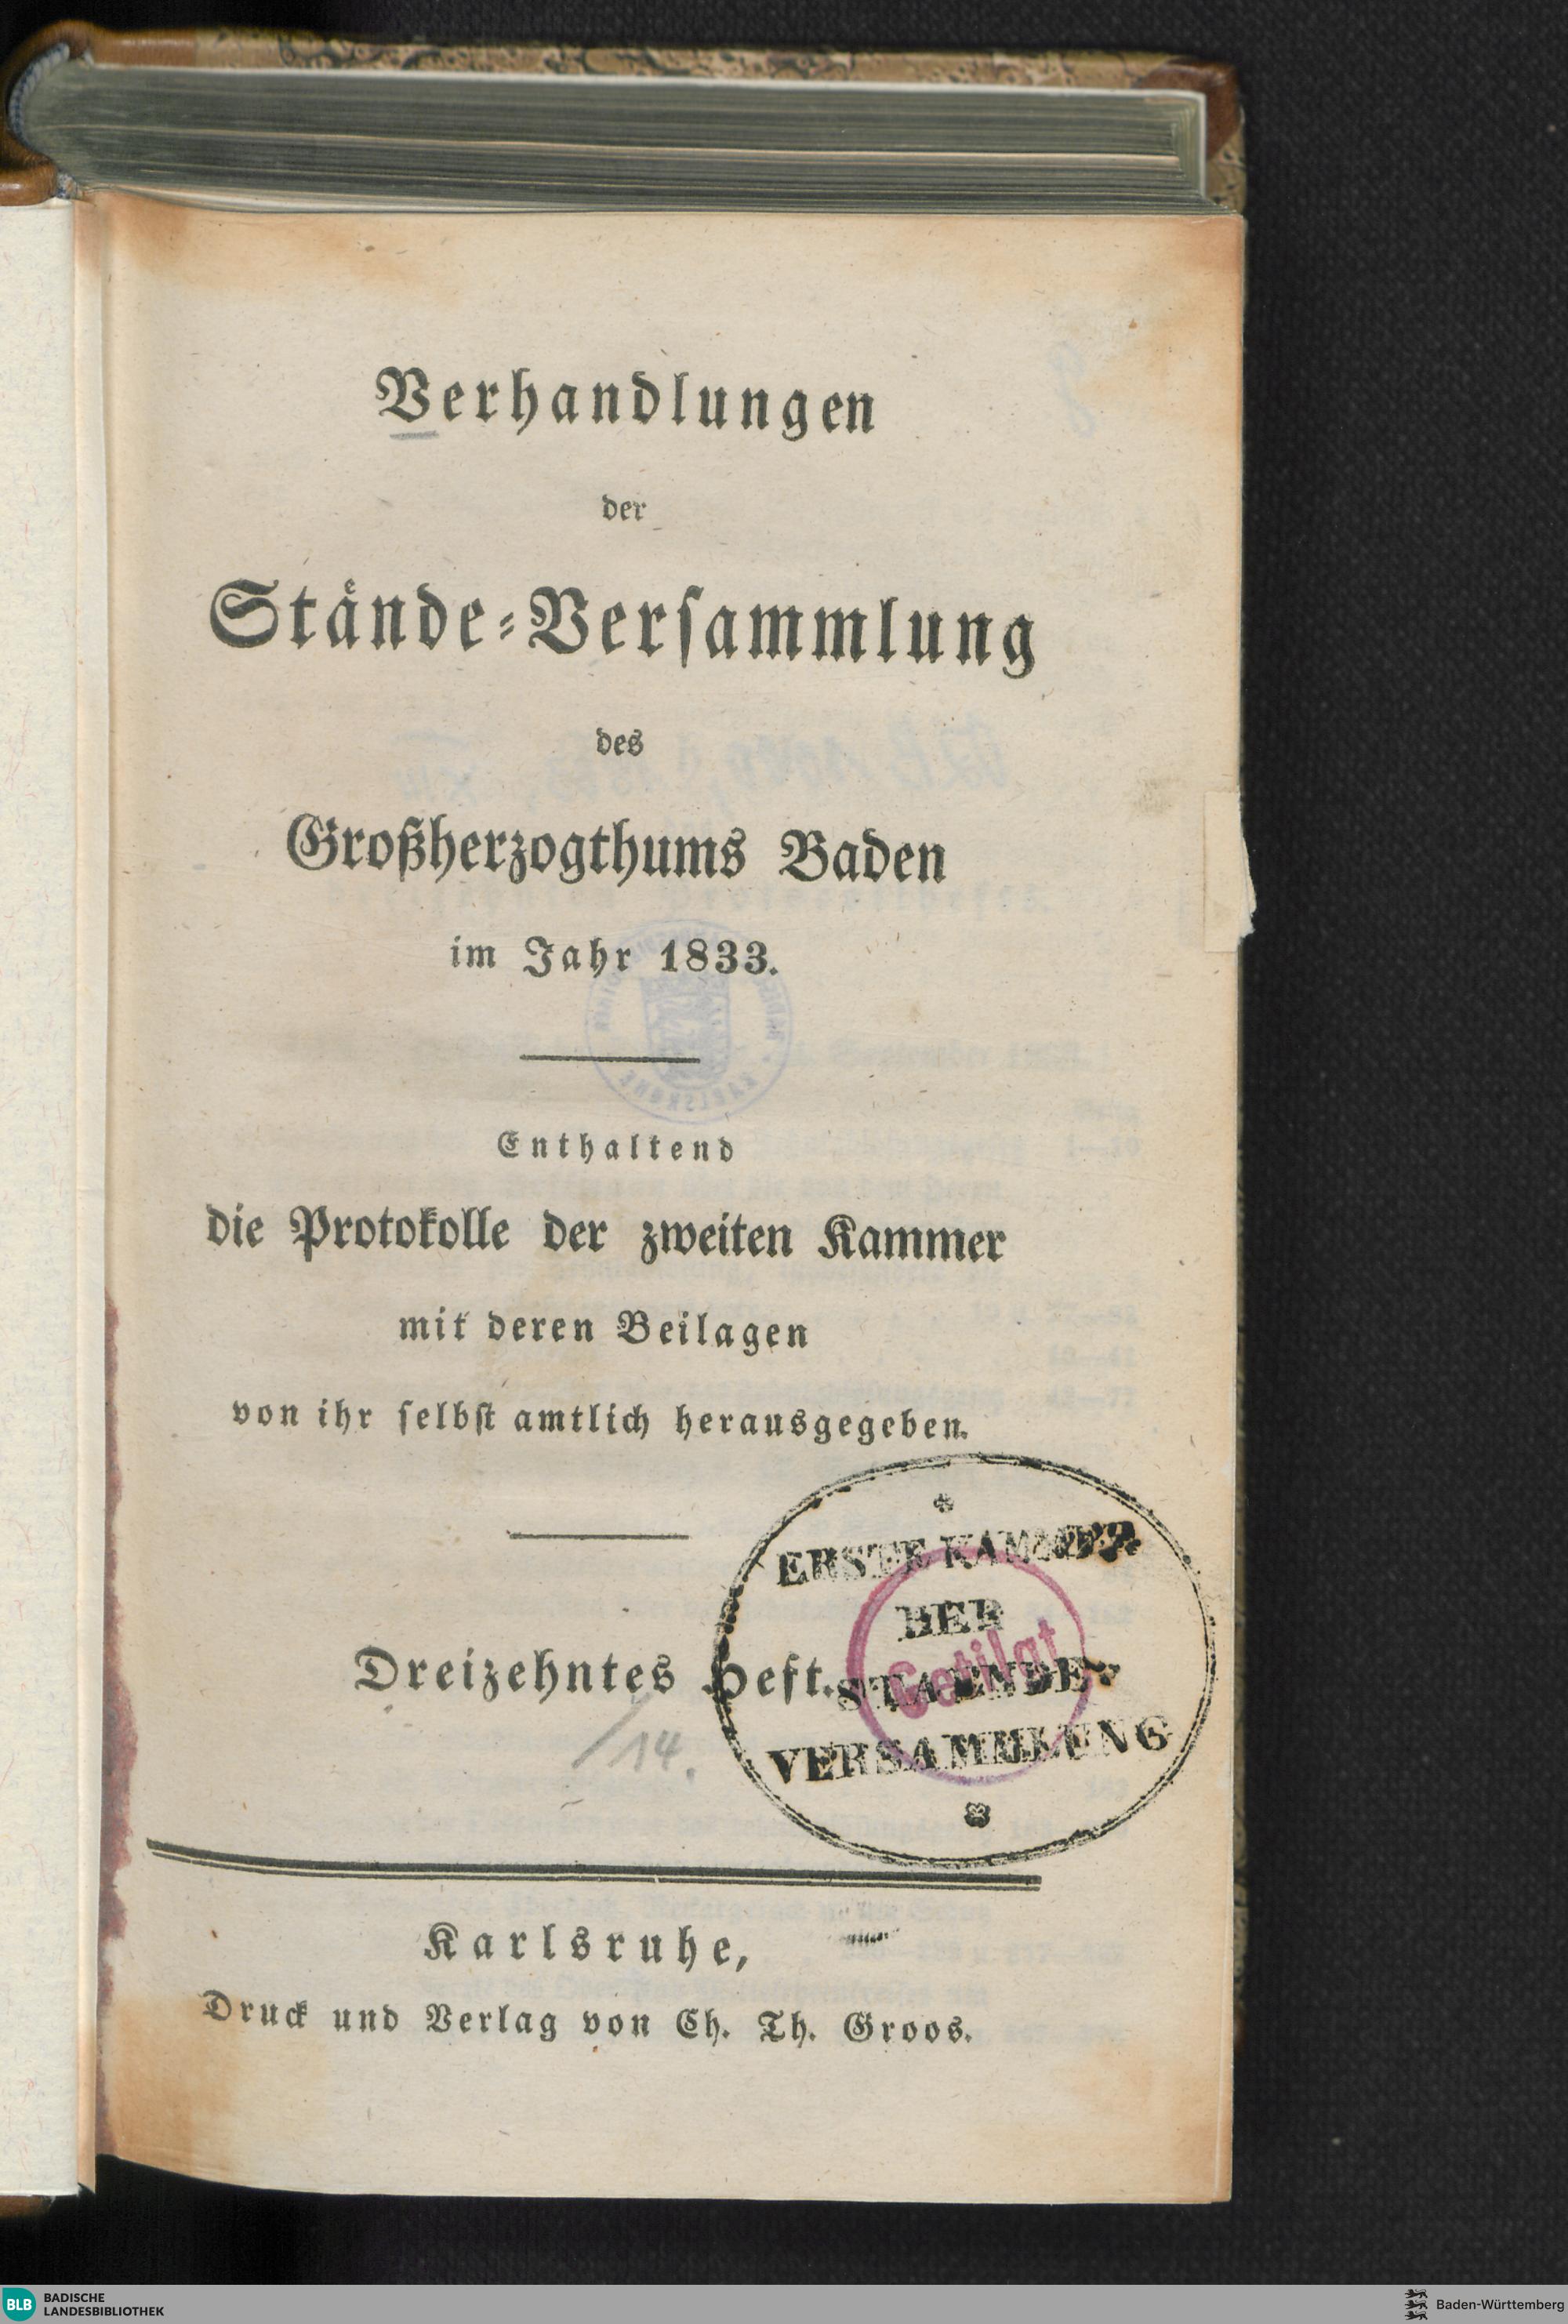 Verhandlungen
der
Stände-Versammlung
des
Großherzogthums Baden
im Jahr 1833.
Enthaltend
die Protokolle der zweiten Kammer
mit deren Beilagen
von ihr selbst amtlich herausgegeben.
Dreizehntes Heft.
/14.
ERSTE KAMMER
DER
STAENDE-
VERSAMMLUNG
Getilgt
Karlsruhe,
Druck und Verlag von Ch. Th. Groos.
BLB BADISCHE
LANDESBIBLIOTHEK
Baden-Württemberg